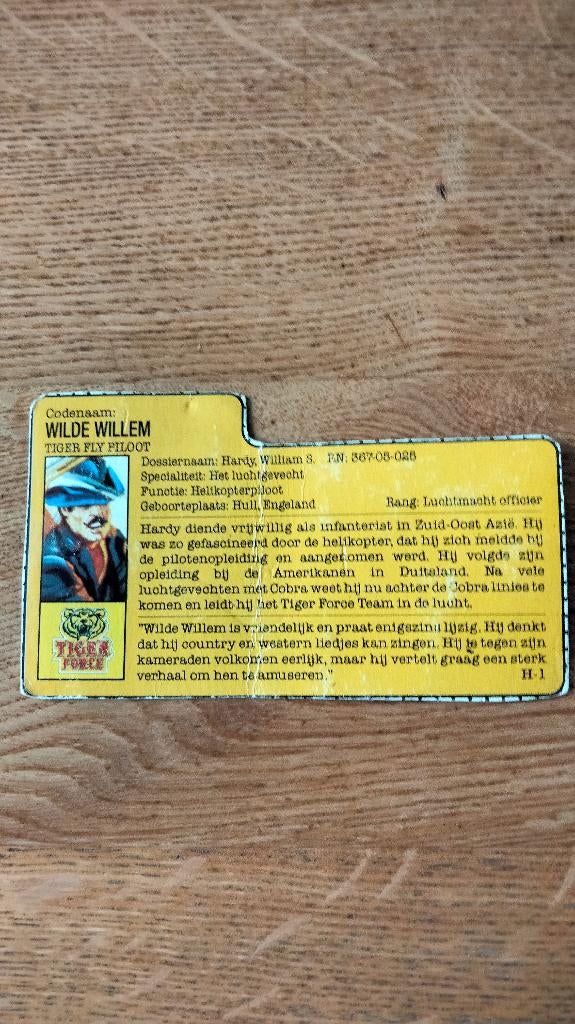 Codenaam:
WILDE WILLEM
TIGER FLY PILOOT
Dossiernaam: Hardy, William S. RN: 367-05-025
Specialiteit: Het luchtgevecht
Functie: Helikopterpiloot
Geboorteplaats: Hull, Engeland Rang: Luchtmacht officier
Hardy diende vrijwillig als infanterist in Zuid-Oost Azië. Hij
was zo gefascineerd door de helikopter, dat hij zich meldde bij
de pilotenopleiding en aangenomen werd. Hij volgde zijn
opleiding bij de Amerikanen in Duitsland. Na vele
luchtgevechten met Cobra weet hij nu achter de Cobra linies te
komen en leidt hij het Tiger Force Team in de lucht.
"Wilde Willem is vriendelijk en praat enigszins lijzig. Hij denkt
dat hij country en western liedjes kan zingen. Hij is tegen zijn
kameraden volkomen eerlijk, maar hij vertelt graag een sterk
verhaal om hen te amuseren."
H-1
TIGER
FORCE